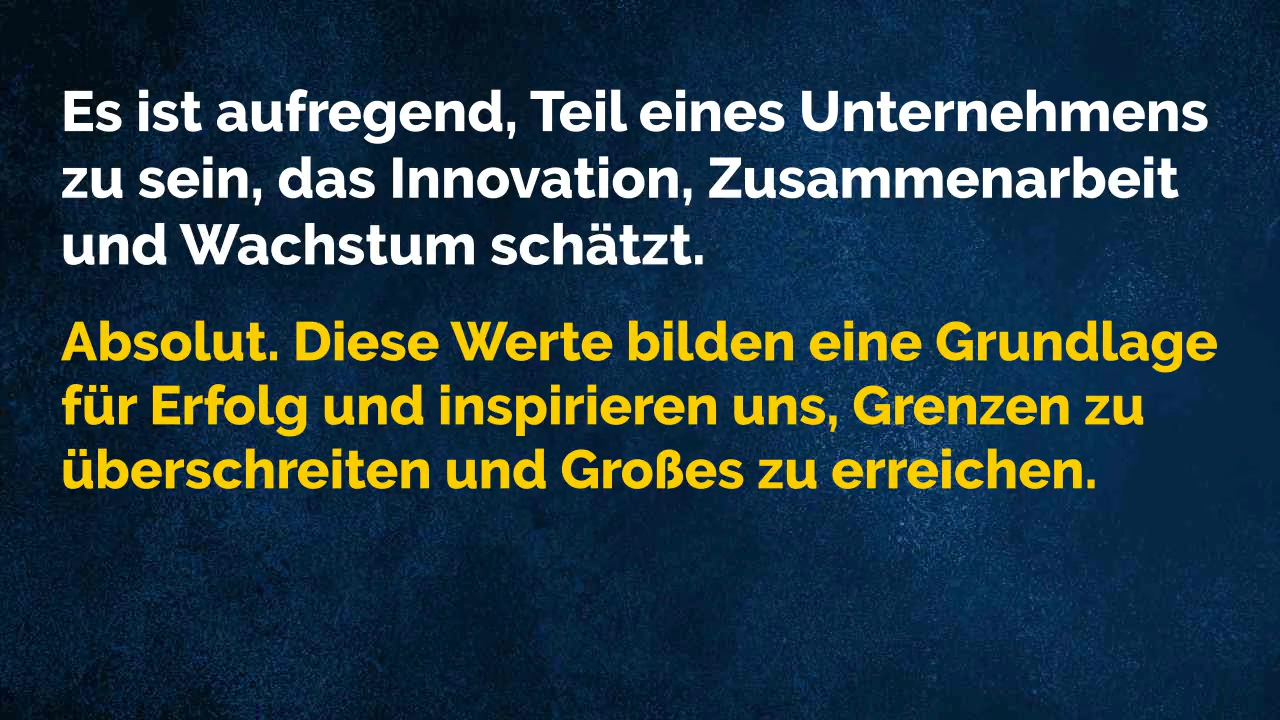 Es ist aufregend, Teil eines Unternehmens
zu sein, das Innovation, Zusammenarbeit
und Wachstum schätzt.
Absolut. Diese Werte bilden eine Grundlage
für Erfolg und inspirieren uns, Grenzen zu
überschreiten und Großes zu erreichen.